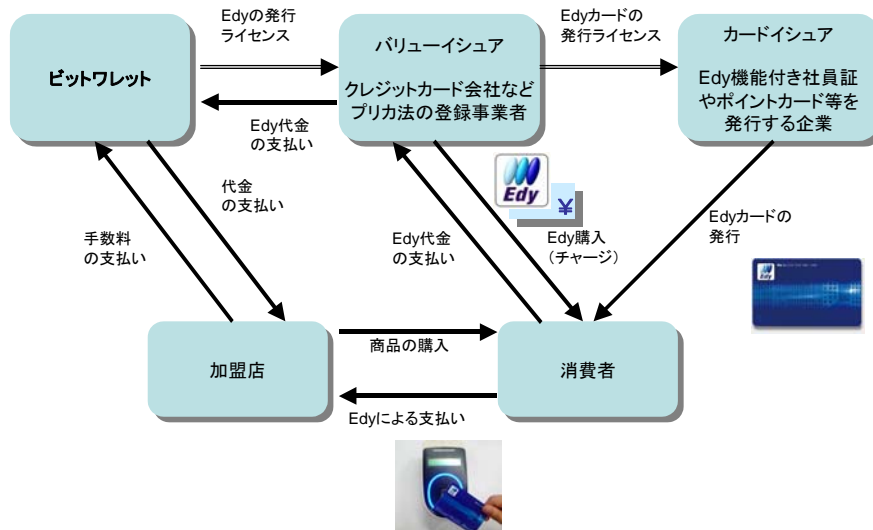 Edyの発行
ライセンス
Edyカードの
発行ライセンス
ビットワレット
バリューイシュア
クレジットカード会社など
プリカ法の登録事業者
カードイシュア
Edy機能付き社員証
やポイントカード等を
発行する企業
Edy代金
の支払い
代金
の支払い
手数料
の支払い
Edy代金
の支払い
Edy
¥
Edy購入
（チャージ）
Edyカードの
発行
Edy
加盟店
商品の購入
消費者
Edyによる支払い